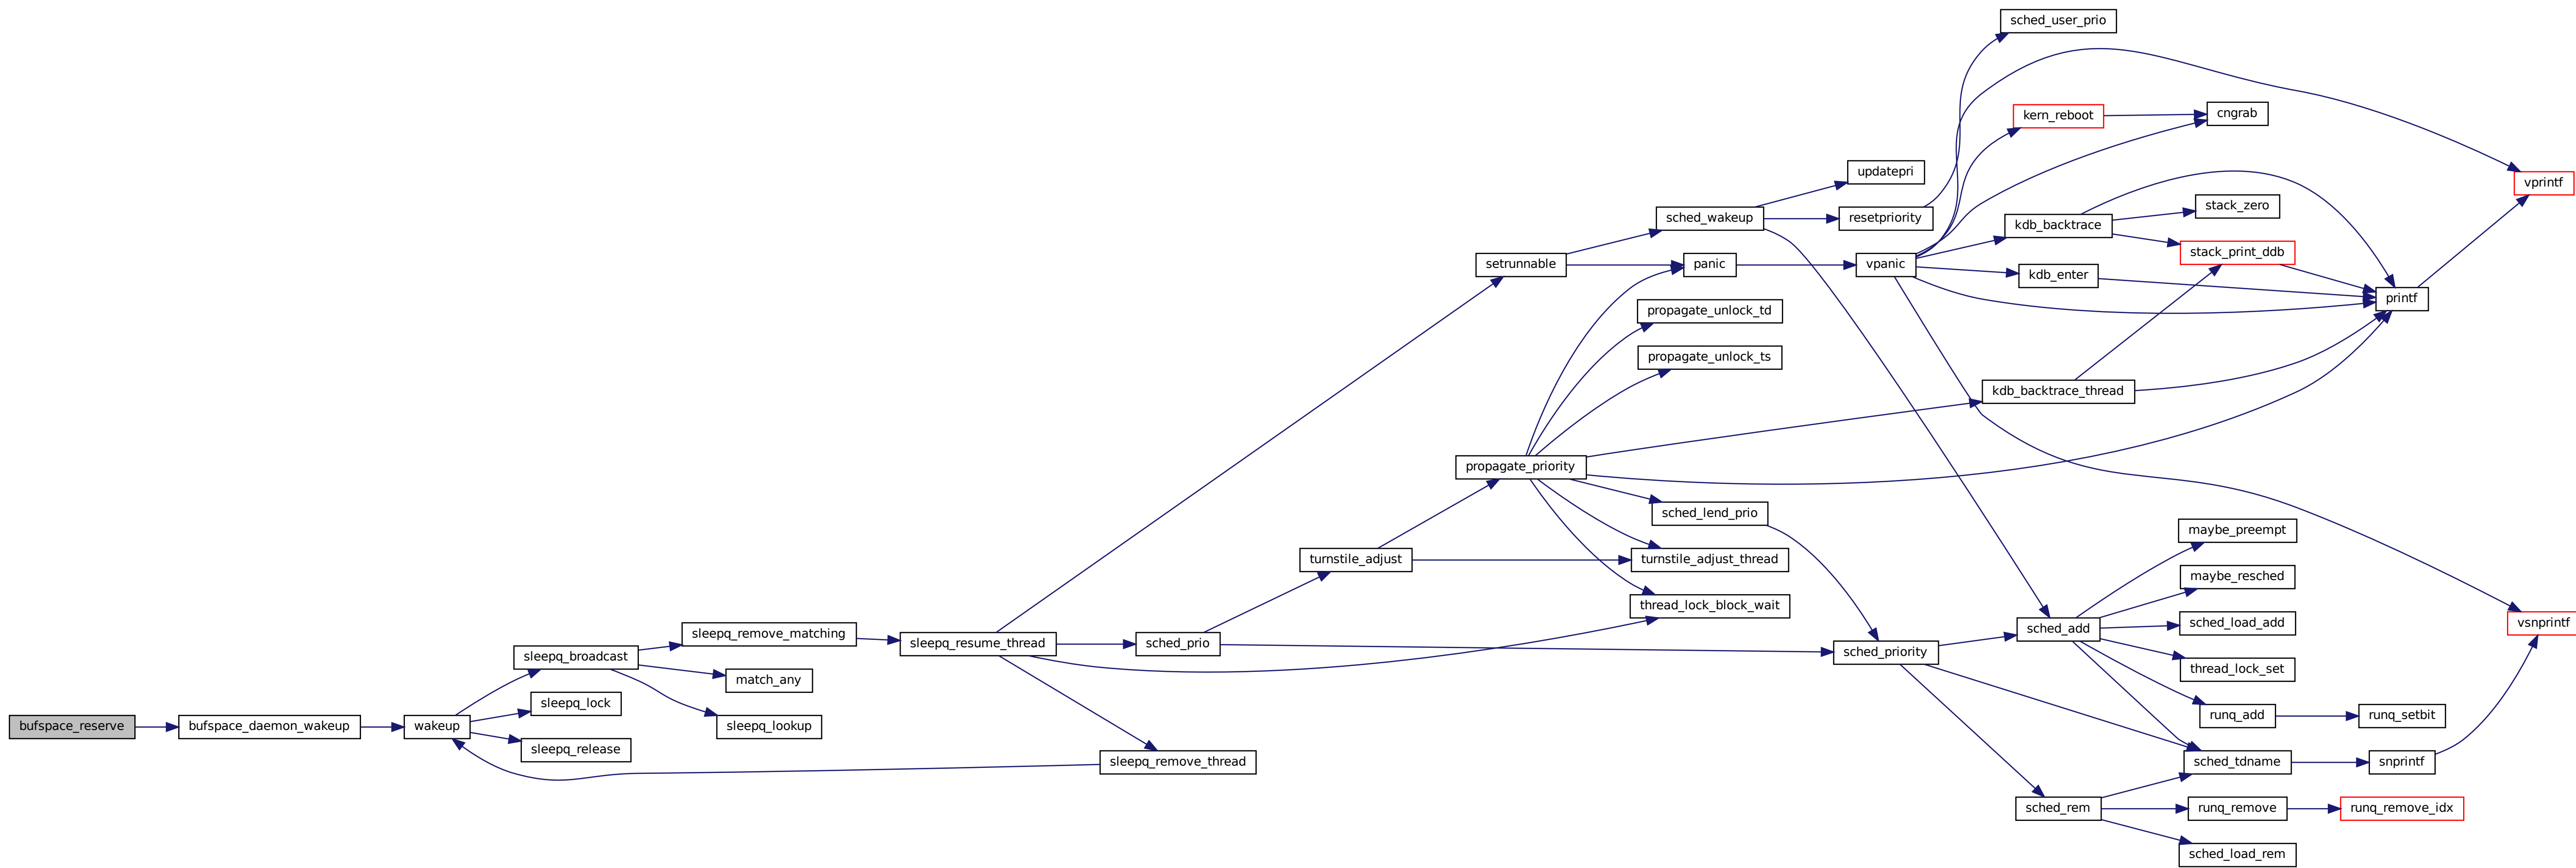 bufspace_reserve
bufspace_daemon_wakeup
wakeup
sleepq_broadcast
sleepq_lock
sleepq_release
sleepq_remove_matching
match_any
sleepq_lookup
sleepq_resume_thread
sched_prio
sleepq_remove_thread
turnstile_adjust
setrunnable
propagate_priority
sched_wakeup
panic
propagate_unlock_td
propagate_unlock_ts
sched_lend_prio
turnstile_adjust_thread
thread_lock_block_wait
updatepri
resetpriority
vpanic
sched_priority
sched_user_prio
kern_reboot
kdb_backtrace
kdb_enter
kdb_backtrace_thread
sched_add
sched_rem
cngrab
stack_zero
stack_print_ddb
maybe_preempt
maybe_resched
sched_load_add
thread_lock_set
runq_add
sched_tdname
runq_remove
sched_load_rem
printf
runq_setbit
snprintf
runq_remove_idx
vprintf
vsnprintf